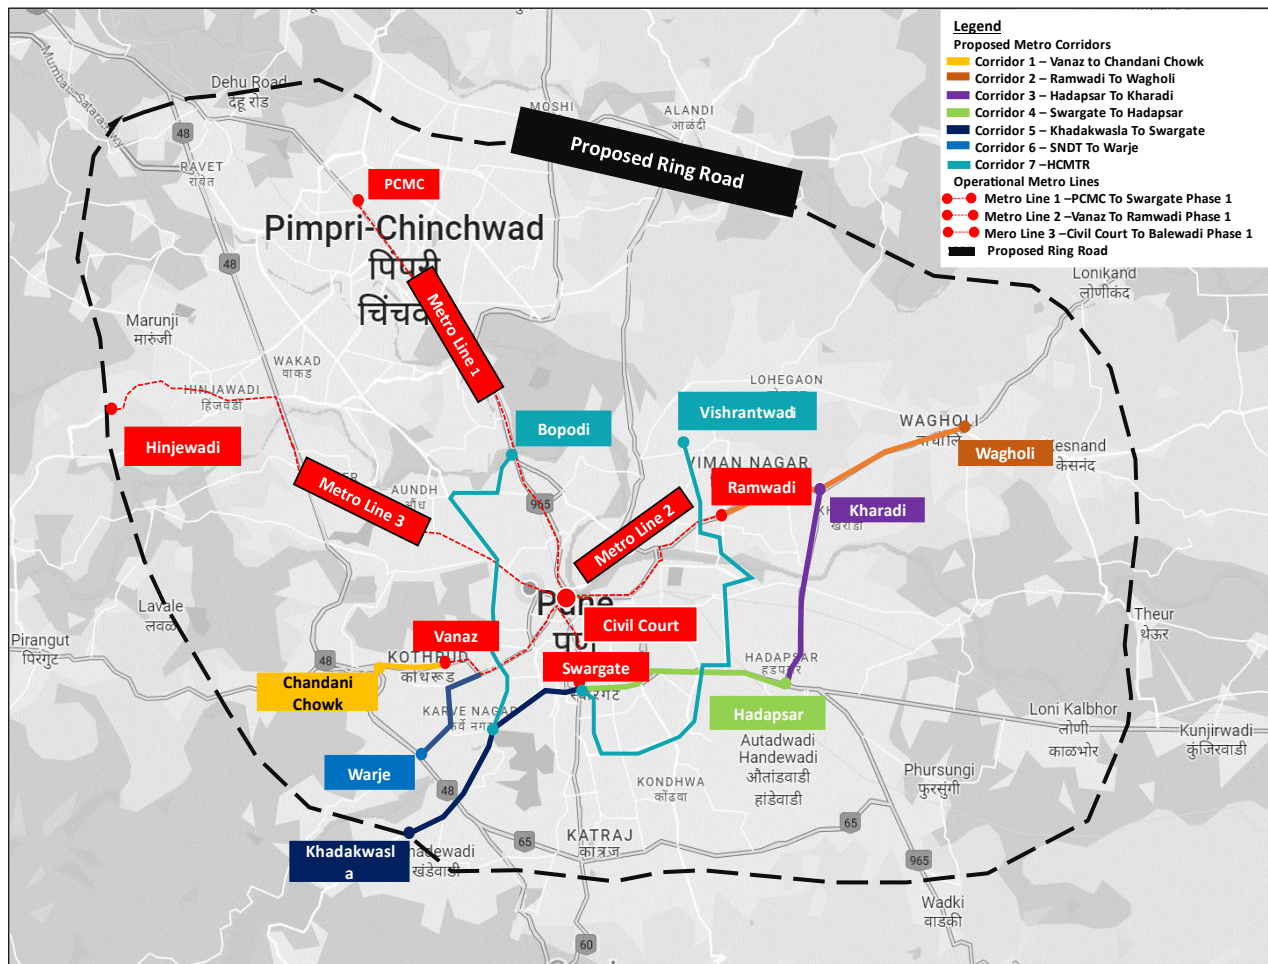 Legend
Proposed Metro Corridors
Corridor 1 – Vanaz to Chandani Chowk
Corridor 2 – Ramwadi To Wagholi
Corridor 3 – Hadapsar To Kharadi
Corridor 4 – Swargate To Hadapsar
Corridor 5 – Khadakwasla To Swargate
Corridor 6 – SNDT To Warje
Corridor 7 –HCMTR
Operational Metro Lines
Metro Line 1 –PCMC To Swargate Phase 1
Metro Line 2 –Vanaz To Ramwadi Phase 1
Mero Line 3 –Civil Court To Balewadi Phase 1
Proposed Ring Road
Mumbai-Satara Hwy
Dehu Road
देहू रोड
48
MOSHI
ALANDI
आळंदी
Proposed Ring Road
RAVET
रावेत
PCMC
Pimpri-Chinchwad
पिंपरी
चिंचव
48
Metro Line 1
Lonikand
लोणीकंद
Marunji
मारुंजी
WAKAD
वाकड
HINJAWADI
हिंजवडी
LOHEGAON
Hinjewadi
Bopodi
Vishrantwadi
WAGHOLI
Wagholi
Kesnand
केसनंद
VIMAN NAGAR
Ramwadi
Kharadi
खराडी
AUNDH
औंध
Metro Line 3
965
Metro Line 2
Pune
Civil Court
Lavale
लवळे
Theur
थेऊर
Pirangut
पिरंगुट
48
Vanaz
KOTHRUD
कोथरूड
Swargate
स्वारगेट
HADAPSAR
हडपसर
Chandani
Chowk
KARVE NAGAR
कर्वे नगर
Hadapsar
Loni Kalbhor
लोणी
काळभोर
Kunjirwadi
कुंजिरवाडी
Autadwadi
Handewadi
औतांडवाडी
हांडेवाडी
Warje
48
KONDHWA
कोंढवा
Phursungi
फुरसुंगी
65
KATRAJ
कात्रज
65
Khadakwasl
a
hadewadi
खंडेवाडी
965
Wadki
वाडकी
60